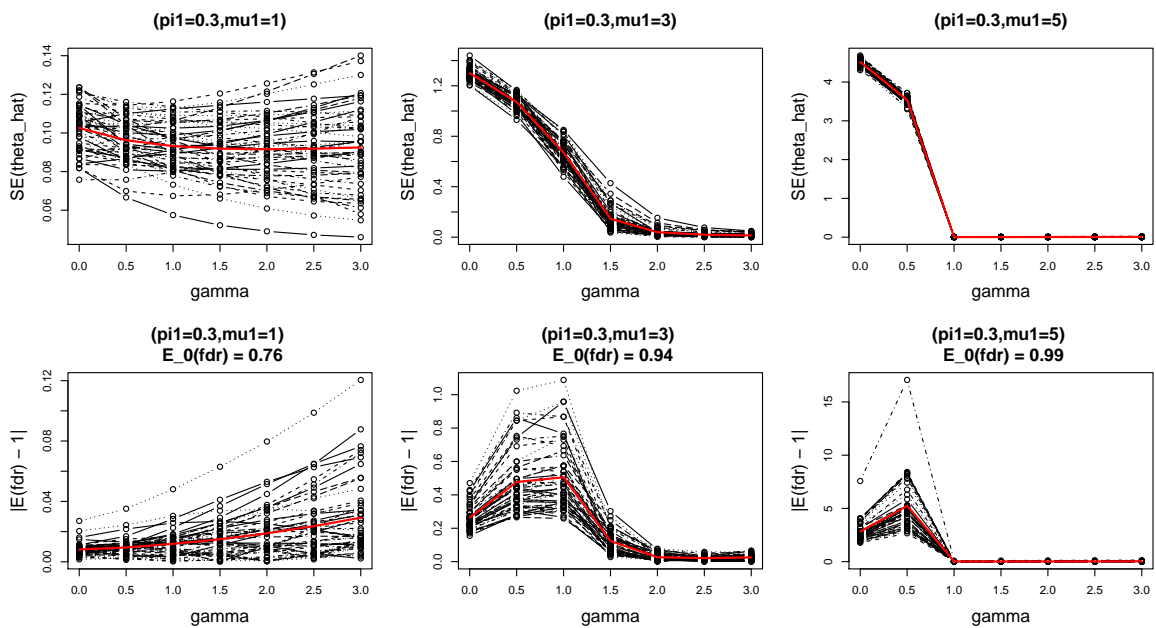 (pi1=0.3,mu1=1)
SE(theta_hat)
0.06 0.08 0.10 0.12 0.14
0.0 0.5 1.0 1.5 2.0 2.5 3.0
gamma
(pi1=0.3,mu1=3)
SE(theta_hat)
0.0 0.4 0.8 1.2
0.0 0.5 1.0 1.5 2.0 2.5 3.0
gamma
(pi1=0.3,mu1=5)
SE(theta_hat)
0 1 2 3 4
0.0 0.5 1.0 1.5 2.0 2.5 3.0
gamma
(pi1=0.3,mu1=1)
E_0(fdr) = 0.76
|E(fdr) − 1|
0.00 0.04 0.08 0.12
0.0 0.5 1.0 1.5 2.0 2.5 3.0
gamma
(pi1=0.3,mu1=3)
E_0(fdr) = 0.94
|E(fdr) − 1|
0.0 0.2 0.4 0.6 0.8 1.0
0.0 0.5 1.0 1.5 2.0 2.5 3.0
gamma
(pi1=0.3,mu1=5)
E_0(fdr) = 0.99
|E(fdr) − 1|
0 5 10 15
0.0 0.5 1.0 1.5 2.0 2.5 3.0
gamma